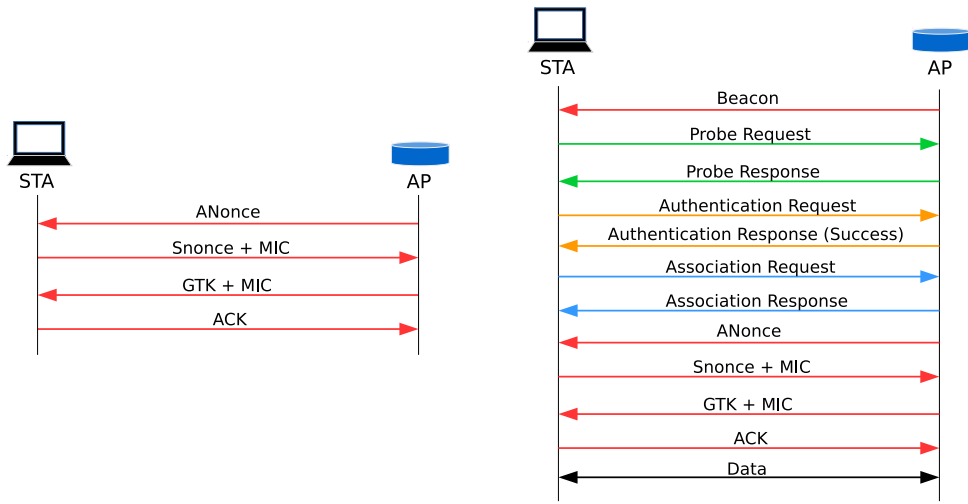 STA
AP
ANonce
Snonce + MIC
GTK + MIC
ACK
STA
AP
Beacon
Probe Request
Probe Response
Authentication Request
Authentication Response (Success)
Association Request
Association Response
ANonce
Snonce + MIC
GTK + MIC
ACK
Data